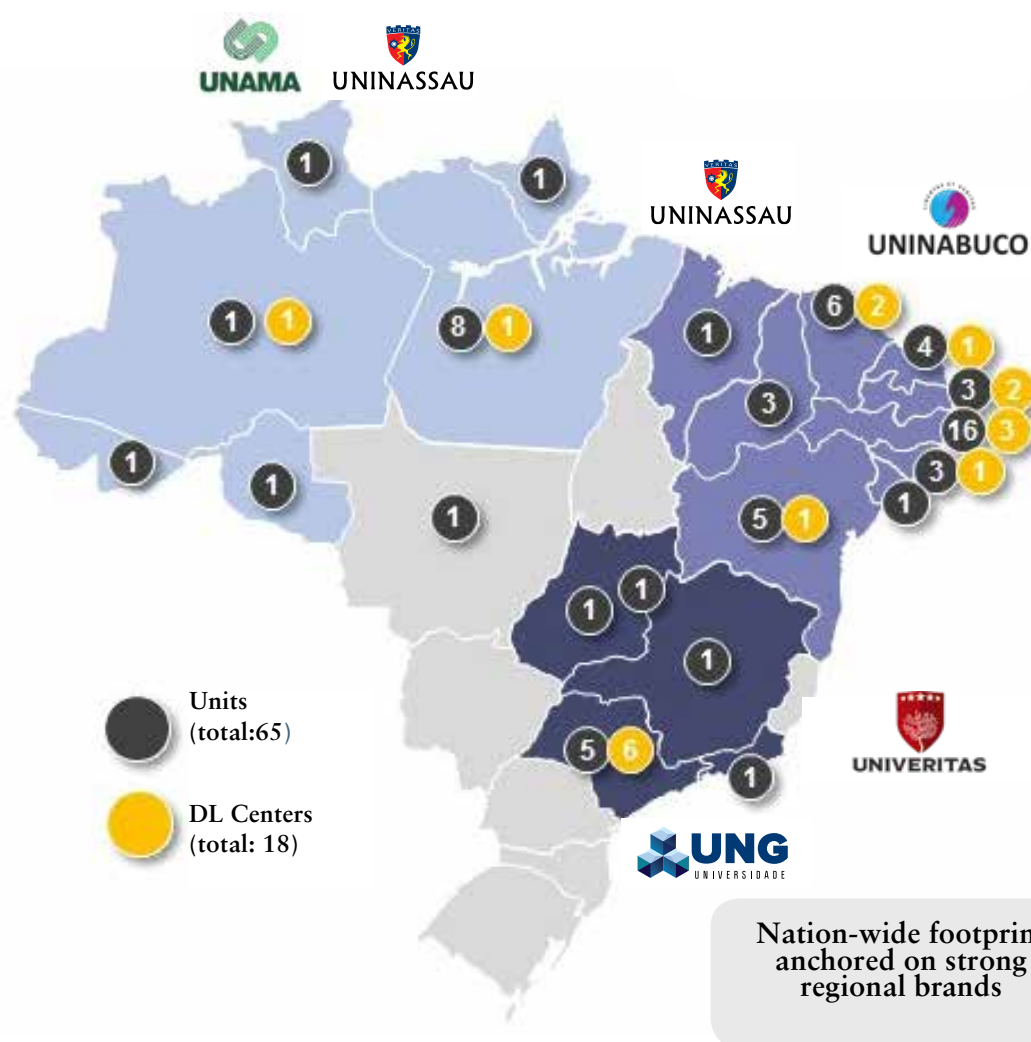 VERITAS
UNAMA
UNINASSAU
1
1
VERITAS
UNINASSAU
UNINABUCO
1 1
8 1
1
6 2
4 1
3
3 2
16 3
1
1
1
5 1
3 1
1
1
1
1
Units
(total:65)
5 6
1
UNIVERITAS
DL Centers
(total: 18)
UNG
UNIVERSIDADE
Nation-wide footprin
anchored on strong
regional brands